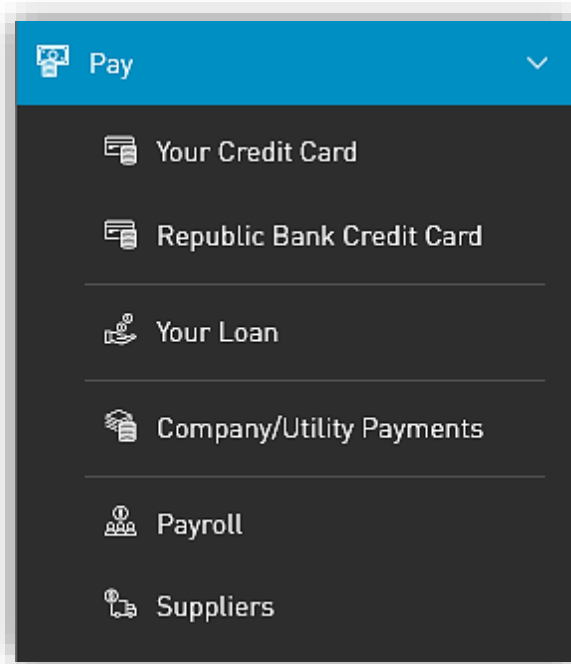 Pay
Your Credit Card
Republic Bank Credit Card
Your Loan
Company/Utility Payments
Payroll
Suppliers